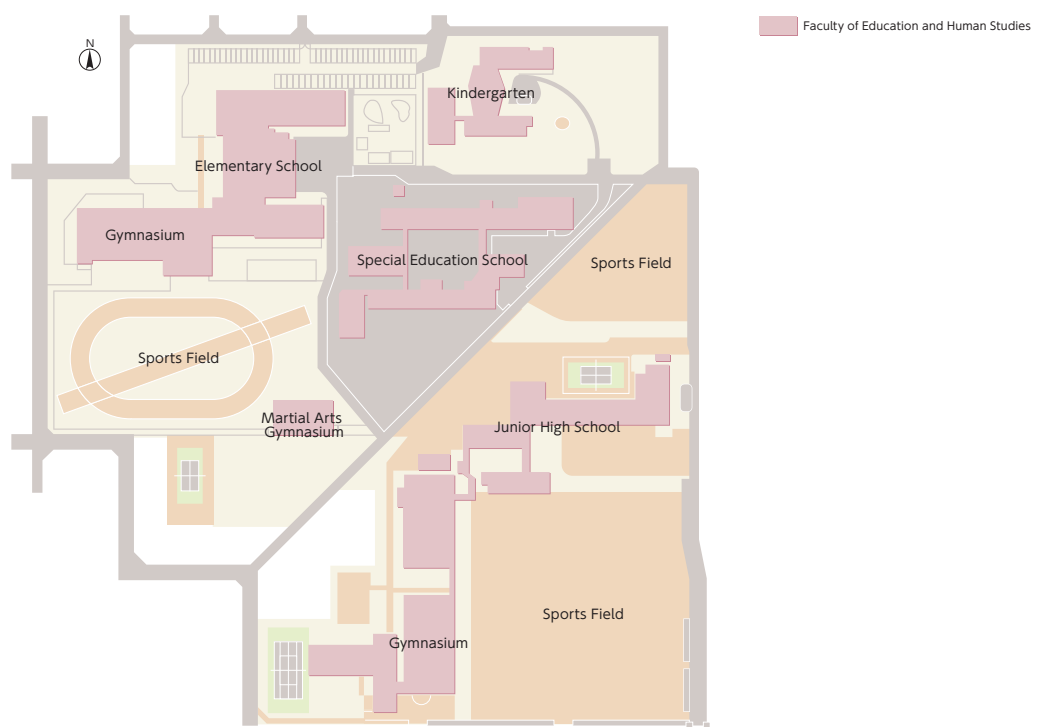 Faculty of Education and Human Studies
N
Kindergarten
Elementary School
Gymnasium
Special Education School
Sports Field
Sports Field
Martial Arts
Gymnasium
Junior High School
Sports Field
Gymnasium